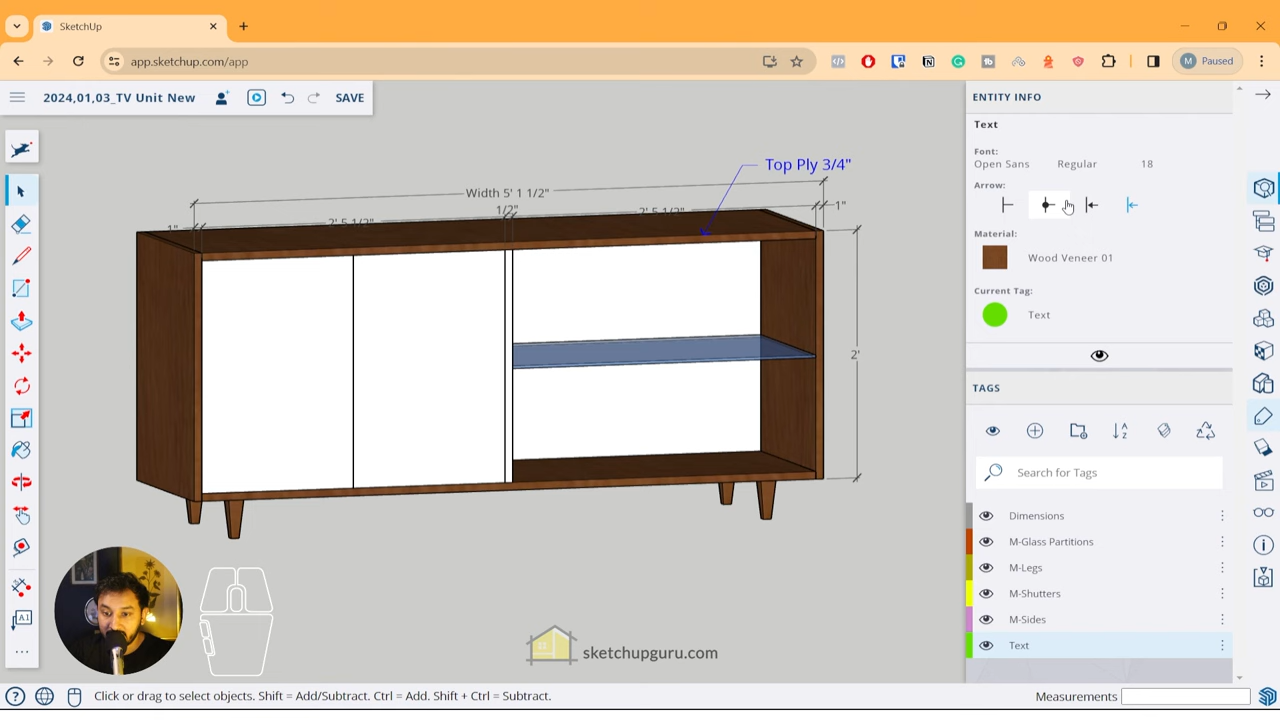 SketchUp
app.sketchup.com/app
M Paused
2024,01,03_TV Unit New
SAVE
ENTITY INFO
Text
Font:
Open Sans Regular 18
Arrow:
Material:
Wood Veneer 01
Current Tag:
Text
TAGS
Search for Tags
Dimensions
M-Glass Partitions
M-Legs
M-Shutters
M-Sides
Text
Top Ply 3/4"
Width 5' 1 1/2"
1" 2' 5 1/2" 1/2" 2' 5 1/2" 1"
2'
sketchupguru.com
Click or drag to select objects. Shift = Add/Subtract. Ctrl = Add. Shift + Ctrl = Subtract.
Measurements